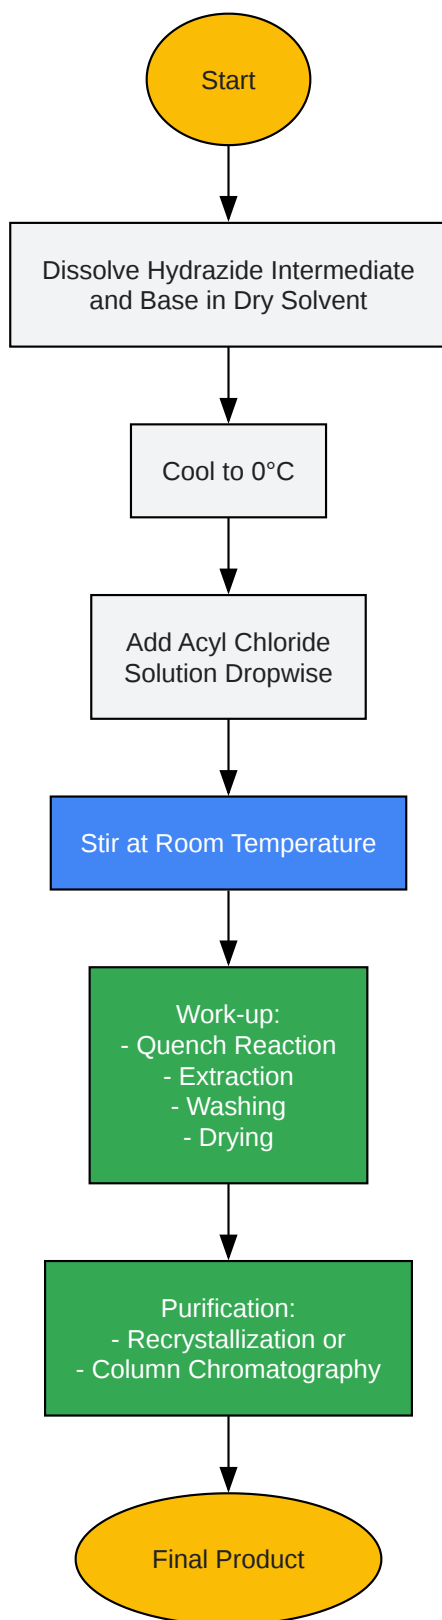 Start
Dissolve Hydrazide Intermediate
and Base in Dry Solvent
Cool to 0°C
Add Acyl Chloride
Solution Dropwise
Stir at Room Temperature
Work-up:
- Quench Reaction
- Extraction
- Washing
- Drying
Purification:
- Recrystallization or
- Column Chromatography
Final Product